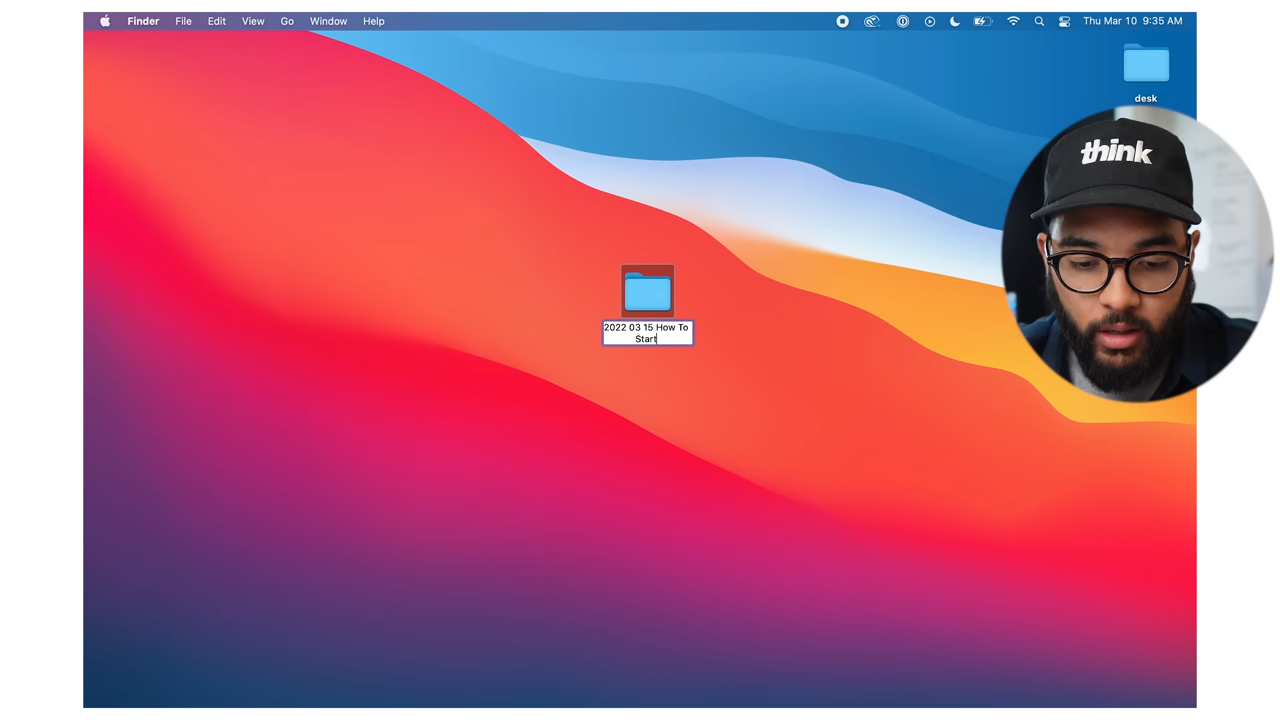 Finder File Edit View Go Window Help
Thu Mar 10 9:35 AM
desk
think
2022 03 15 How To
Start